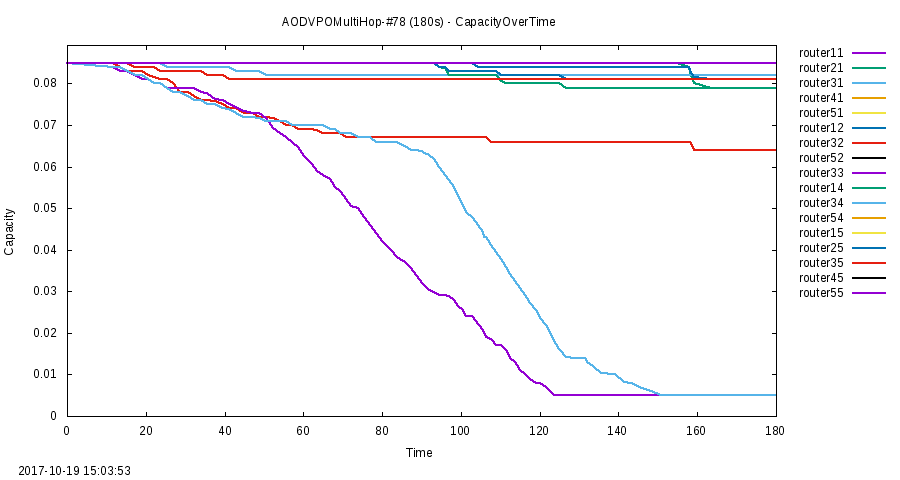 AODVPOMultiHop-#78 (180s) - CapacityOverTime
router11
router21
router31
router41
router51
router12
router32
router52
router33
router14
router34
router54
router15
router25
router35
router45
router55
Capacity
0.08
0.07
0.06
0.05
0.04
0.03
0.02
0.01
0
0 20 40 60 80 100 120 140 160 180
Time
2017-10-19 15:03:53